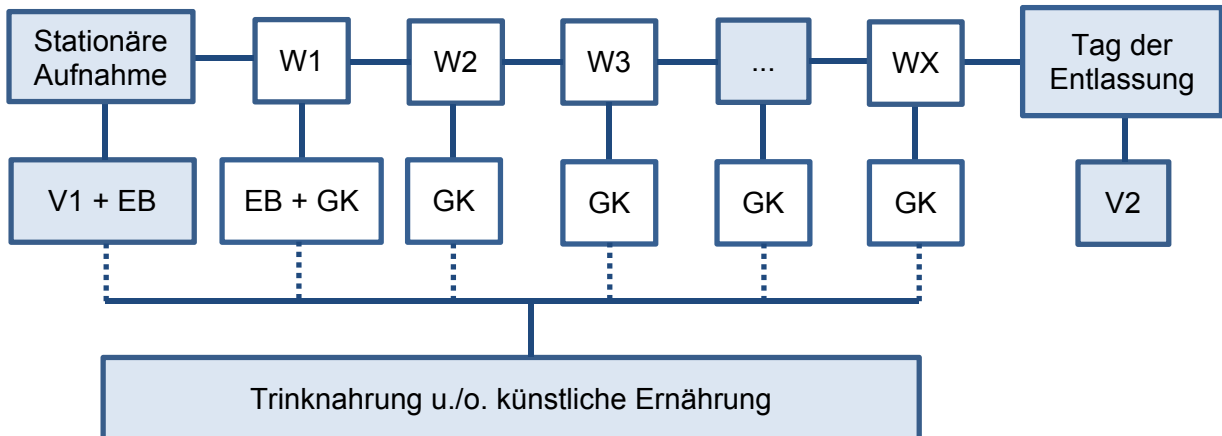 Stationäre
Aufnahme
W1
W2
W3
...
WX
Tag der
Entlassung
V1 + EB
EB + GK
GK
GK
GK
GK
V2
Trinknahrung u./o. künstliche Ernährung